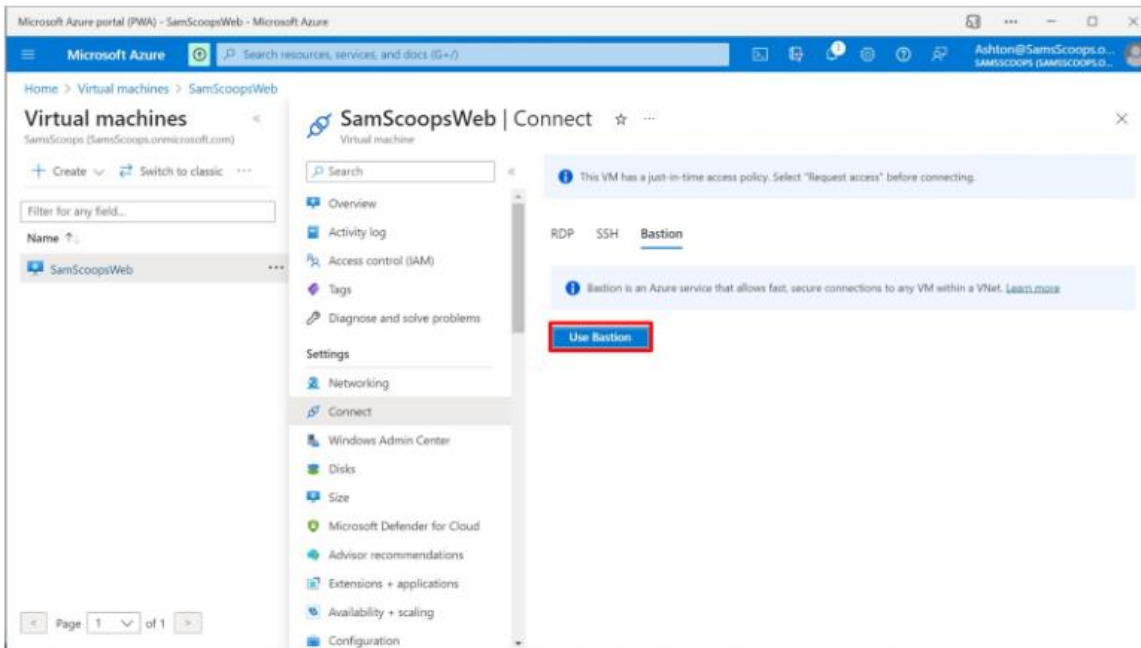 Microsoft Azure portal (PWA) - SamScoopsWeb - Microsoft Azure
Microsoft Azure
Search resources, services, and docs (G+/)
1
Ashton@SamsScoops.o...
SAMSSCOOPS (SAMSSCOOPS.O...
Home > Virtual machines > SamScoopsWeb
Virtual machines
SamsScoops (SamsScoops.onmicrosoft.com)
+ Create
Switch to classic
...
Filter for any field...
Name ↑↓
SamScoopsWeb
...
Page 1 of 1
SamScoopsWeb | Connect
...
Virtual machine
Search
Overview
Activity log
Access control (IAM)
Tags
Diagnose and solve problems
Settings
Networking
Connect
Windows Admin Center
Disks
Size
Microsoft Defender for Cloud
Advisor recommendations
Extensions + applications
Availability + scaling
Configuration
This VM has a just-in-time access policy. Select "Request access" before connecting.
RDP SSH Bastion
Bastion is an Azure service that allows fast, secure connections to any VM within a VNet. Learn more
Use Bastion